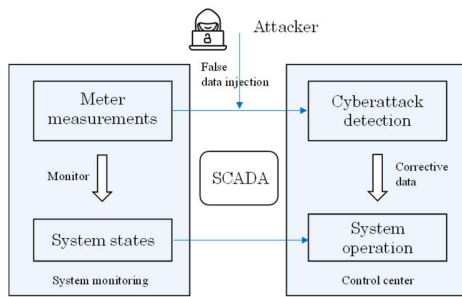 Attacker
False
data injection
Meter
measurements
Cyberattack
detection
Monitor
SCADA
Corrective
data
System states
System
operation
System monitoring
Control center